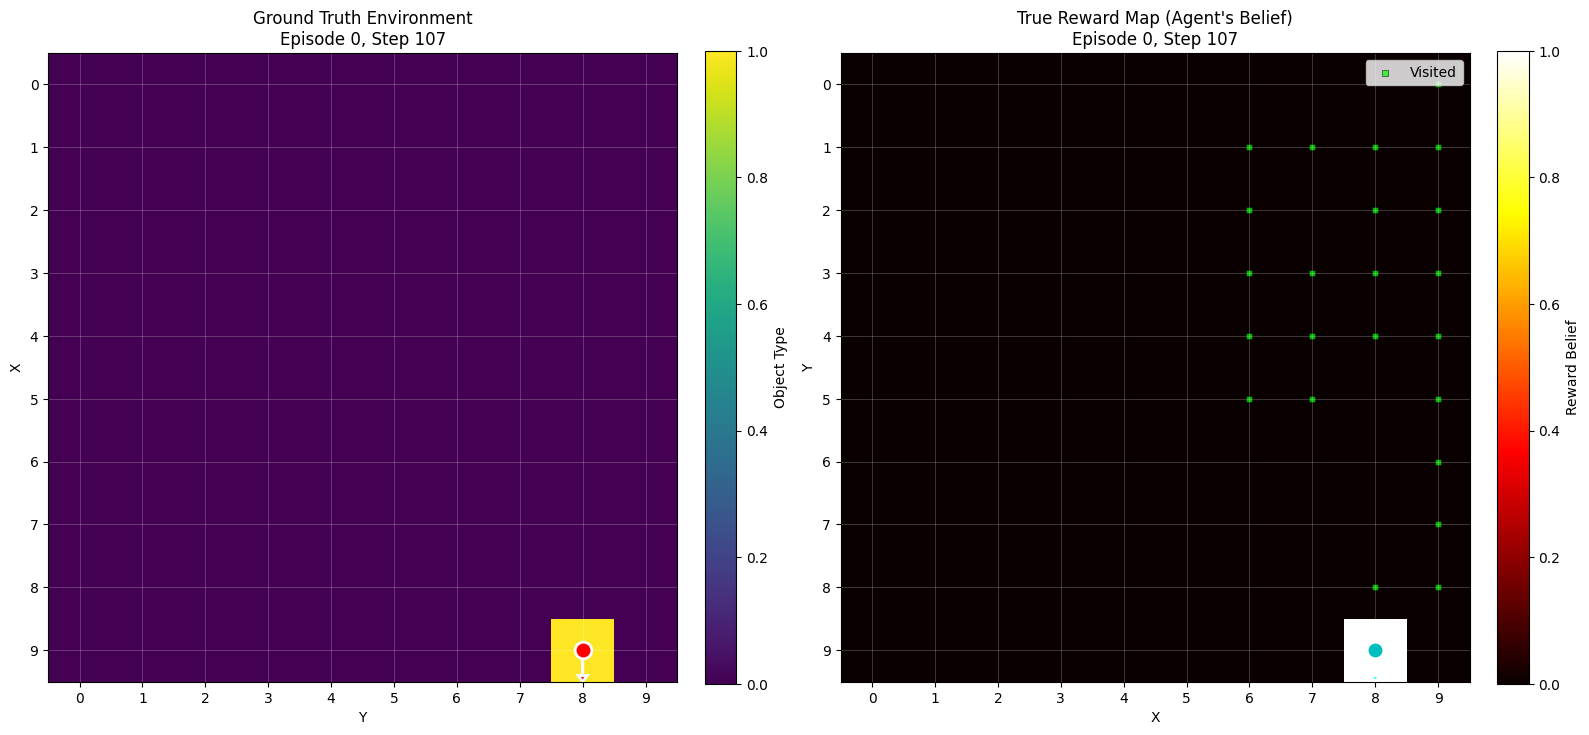 Ground Truth Environment
Episode 0, Step 107
0
1
2
3
4
5
6
7
8
9
X
0 1 2 3 4 5 6 7 8 9
Y
1.0
0.8
0.6
0.4
0.2
0.0
Object Type
True Reward Map (Agent's Belief)
Episode 0, Step 107
Visited
0
1
2
3
4
5
6
7
8
9
Y
0 1 2 3 4 5 6 7 8 9
X
1.0
0.8
0.6
0.4
0.2
0.0
Reward Belief